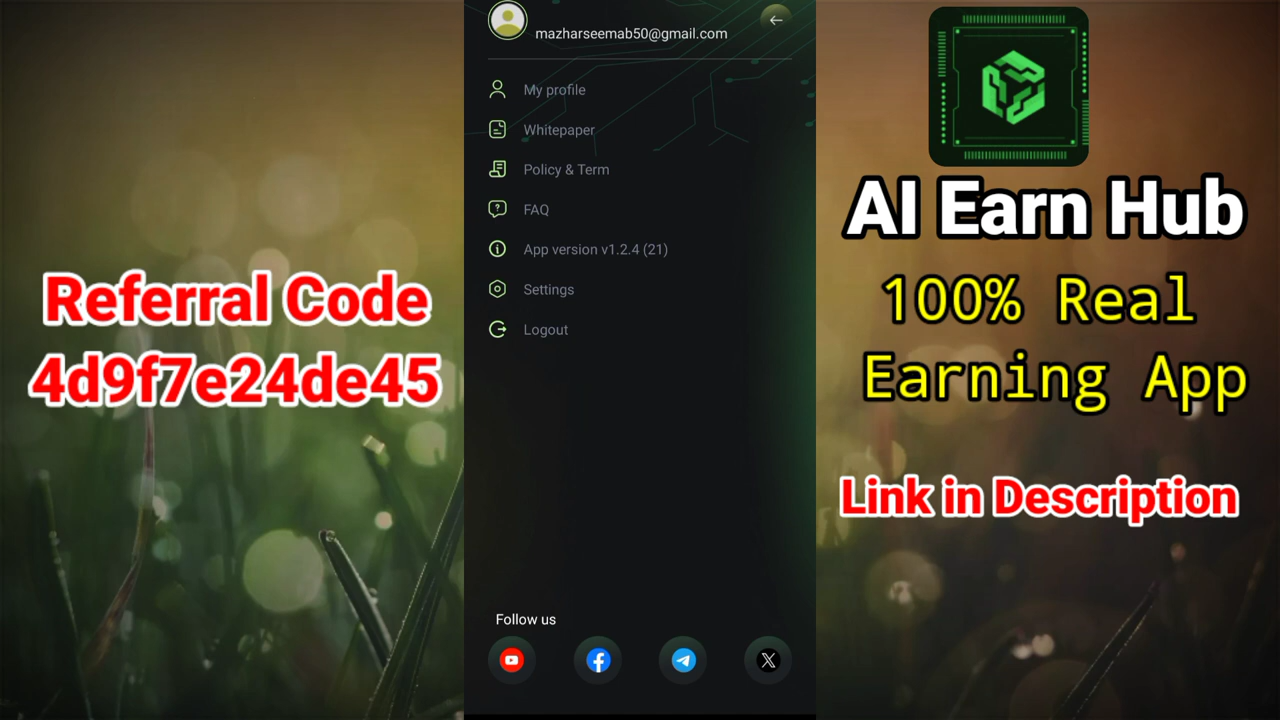 Referral Code
4d9f7e24de45
mazharseemab50@gmail.com
My profile
Whitepaper
Policy & Term
FAQ
App version v1.2.4 (21)
Settings
Logout
Follow us
AI Earn Hub
100% Real
Earning App
Link in Description